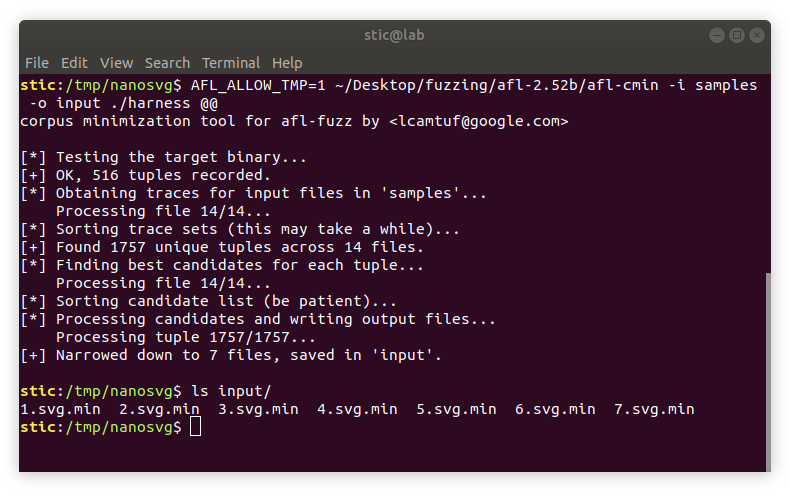 stic@lab
File Edit View Search Terminal Help
stic:/tmp/nanosvg$ AFL_ALLOW_TMP=1 ~/Desktop/fuzzing/afl-2.52b/afl-cmin -i samples
 -o input ./harness @@
corpus minimization tool for afl-fuzz by <lcamtuf@google.com>

[*] Testing the target binary...
[+] OK, 516 tuples recorded.
[*] Obtaining traces for input files in 'samples'...
    Processing file 14/14...
[*] Sorting trace sets (this may take a while)...
[+] Found 1757 unique tuples across 14 files.
[*] Finding best candidates for each tuple...
    Processing file 14/14...
[*] Sorting candidate list (be patient)...
[*] Processing candidates and writing output files...
    Processing tuple 1757/1757...
[+] Narrowed down to 7 files, saved in 'input'.

stic:/tmp/nanosvg$ ls input/
1.svg.min  2.svg.min  3.svg.min  4.svg.min  5.svg.min  6.svg.min  7.svg.min
stic:/tmp/nanosvg$